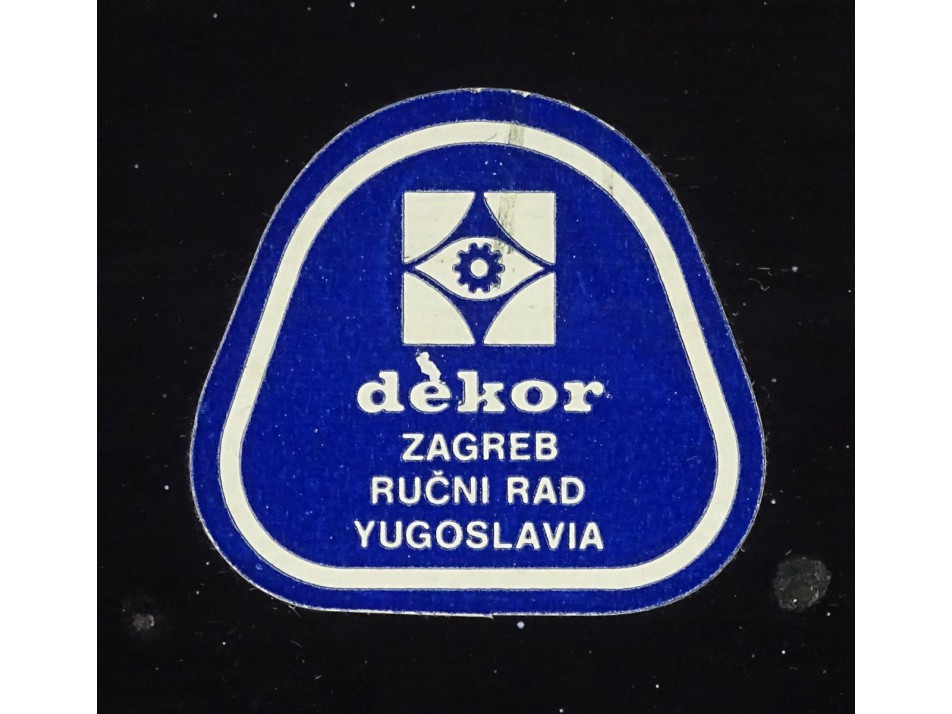 dekor
ZAGREB
RUČNI RAD
YUGOSLAVIA